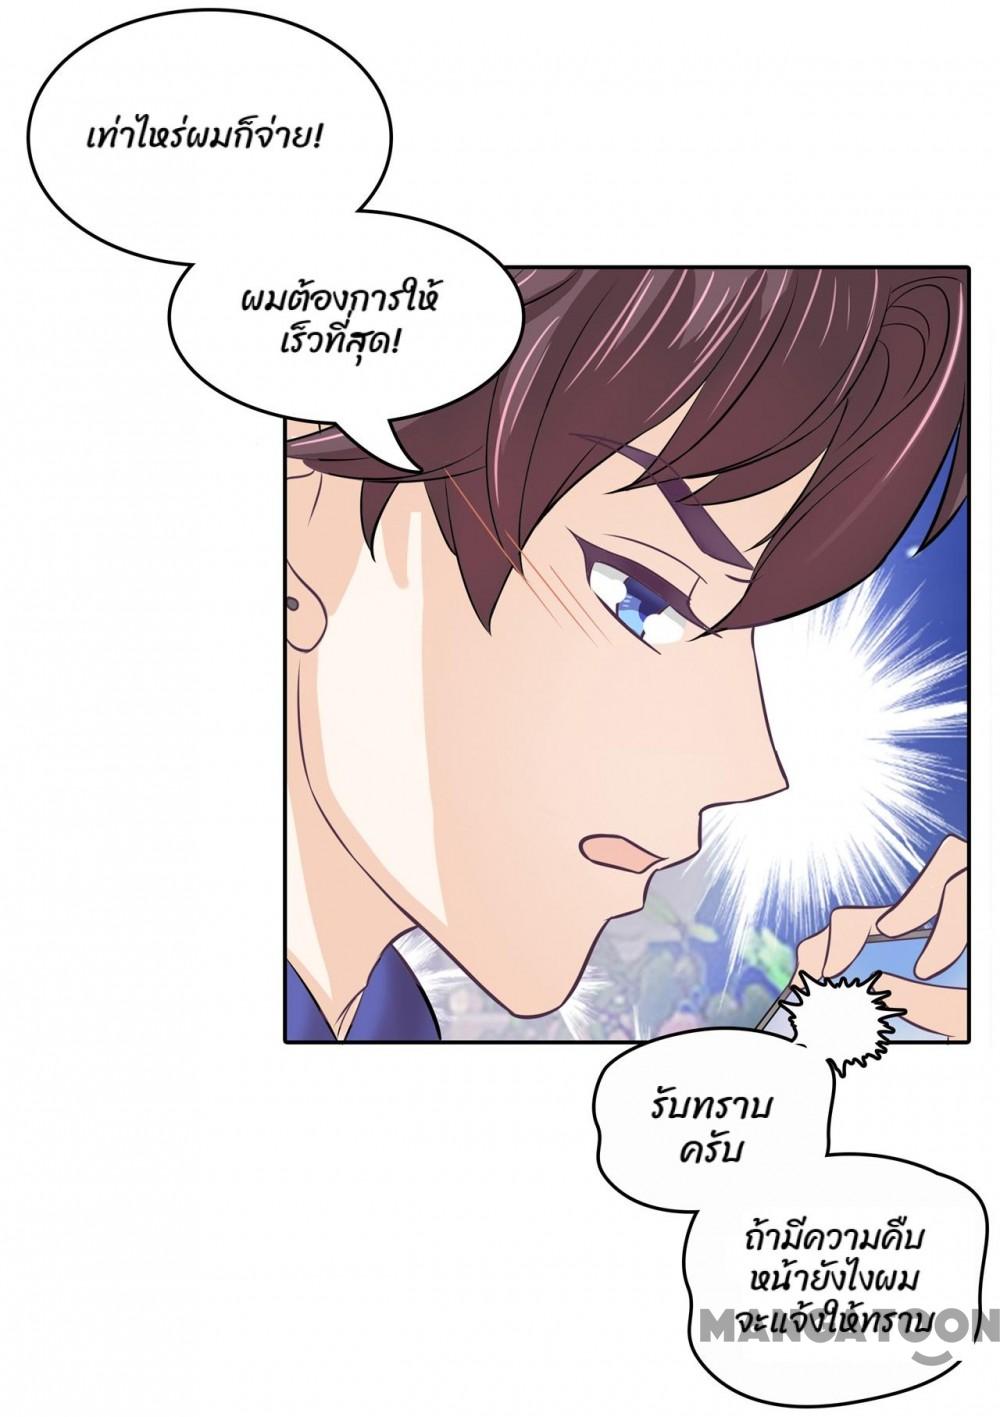 เท่าไหร่ผมก็จ่าย!
ผมต้องการให้
เร็วที่สุด!
รับทราบ
ครับ
ถ้ามีความคืบ
หน้ายังไงผม
จะแจ้งให้ทราบ
MANGATOON